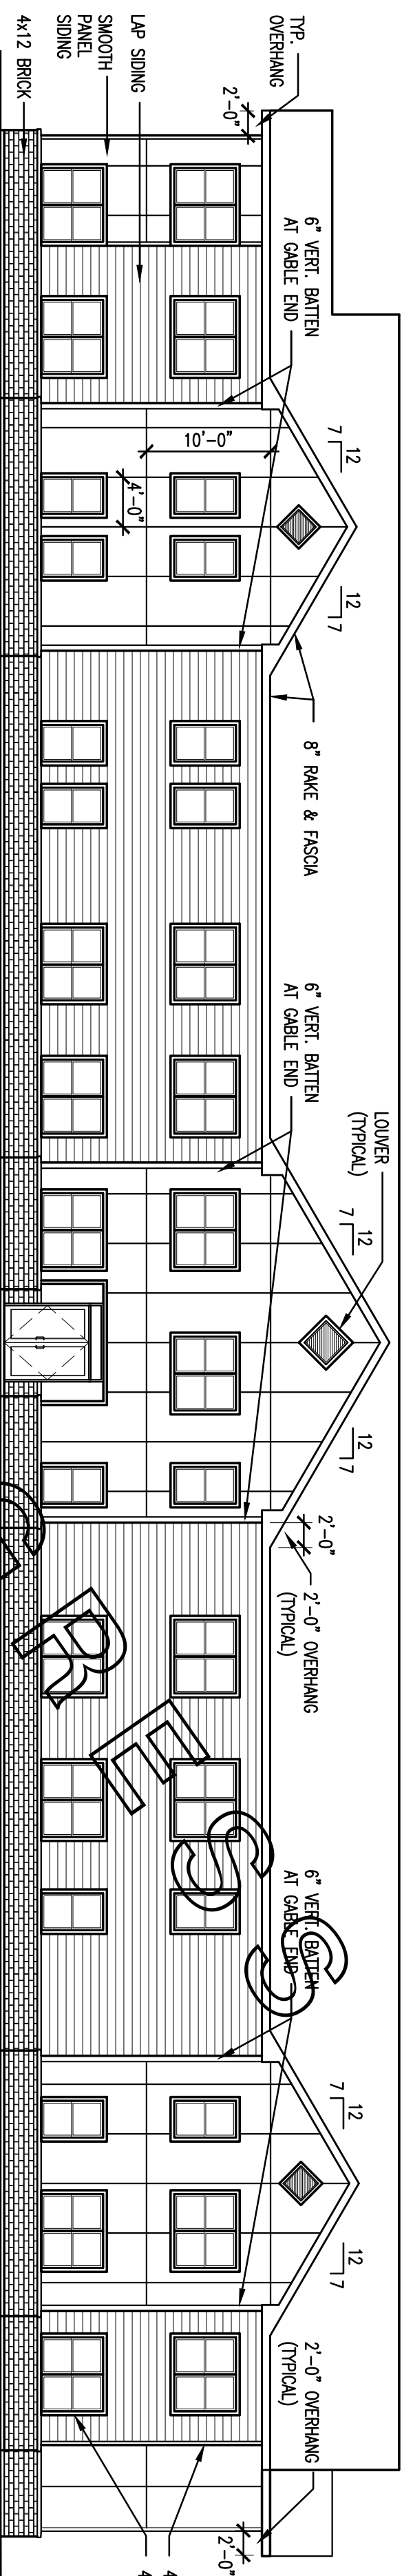 TYP.
OVERHANG
2'-0"
LAP SIDING
SMOOTH
PANEL
SIDING
4x12 BRICK
6" VERT. BATTEN
AT GABLE END
12
7
10'-0"
4'-0"
12
7
8" RAKE & FASCIA
6" VERT. BATTEN
AT GABLE END
LOUVER
(TYPICAL)
12
7
12
7
2'-0"
2'-0" OVERHANG
(TYPICAL)
6" VERT. BATTEN
AT GABLE END
12
7
12
7
2'-0" OVERHANG
(TYPICAL)
2'-0"
4
4
RESS